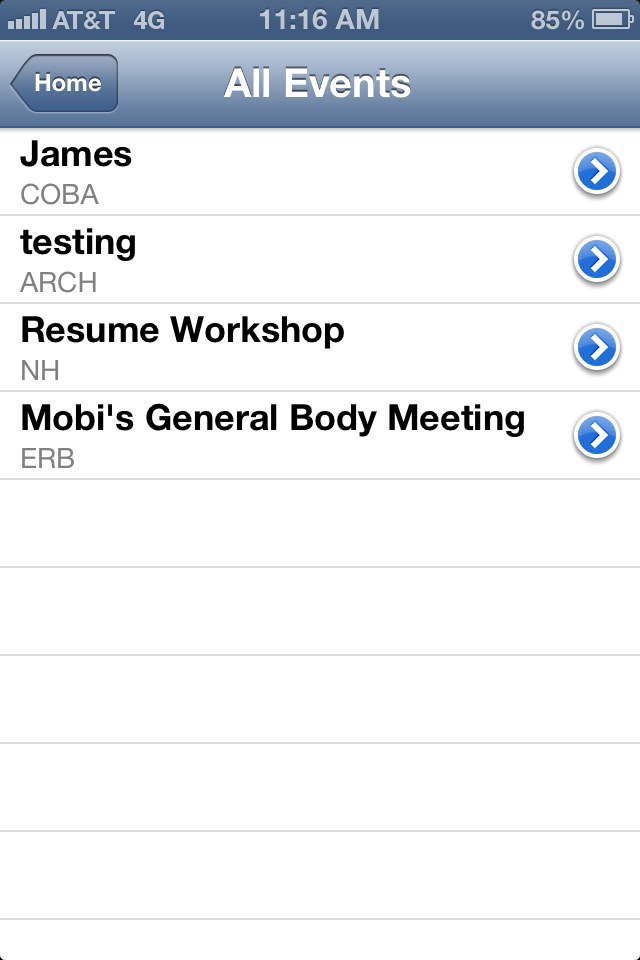 AT&T 4G 11:16 AM 85%
Home All Events
James
COBA
testing
ARCH
Resume Workshop
NH
Mobi's General Body Meeting
ERB